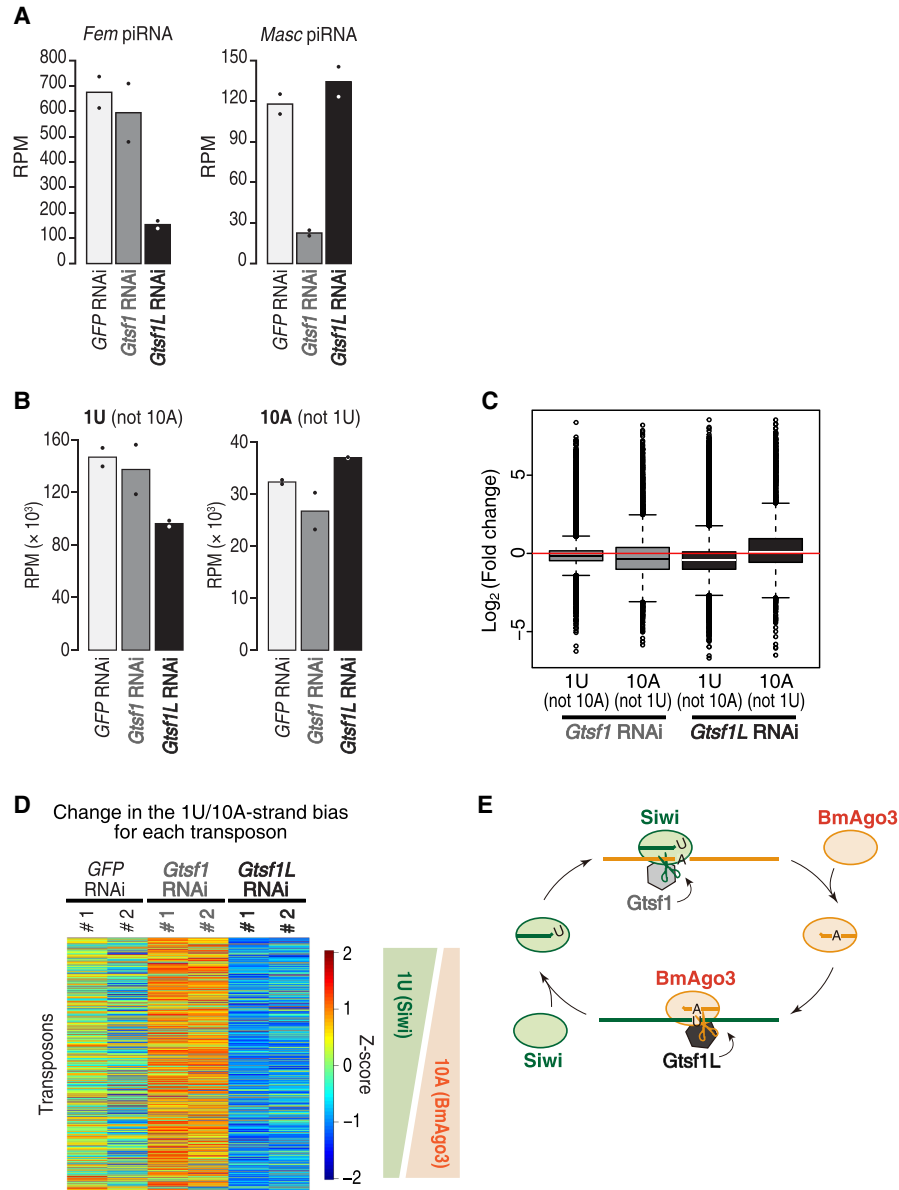 A
Fem piRNA
Masc piRNA
RPM
800
700
600
500
400
300
200
100
0
GFP RNAi
Gtsf1 RNAi
Gtsf1L RNAi
RPM
150
120
90
60
30
0
GFP RNAi
Gtsf1 RNAi
Gtsf1L RNAi
B
1U (not 10A)
10A (not 1U)
RPM (× 10³)
160
120
80
40
0
GFP RNAi
Gtsf1 RNAi
Gtsf1L RNAi
RPM (× 10³)
40
30
20
10
0
GFP RNAi
Gtsf1 RNAi
Gtsf1L RNAi
C
Log₂ (Fold change)
5
0
−5
1U
(not 10A)
10A
(not 1U)
1U
(not 10A)
10A
(not 1U)
Gtsf1 RNAi
Gtsf1L RNAi
D
Change in the 1U/10A-strand bias
for each transposon
GFP
RNAi
Gtsf1
RNAi
Gtsf1L
RNAi
#1
#2
#1
#2
#1
#2
Transposons
2
1
0
−1
−2
Z-score
1U (Siwi)
10A (BmAgo3)
E
Siwi
U
A
Gtsf1
BmAgo3
A
BmAgo3
A
U
Gtsf1L
Siwi
U